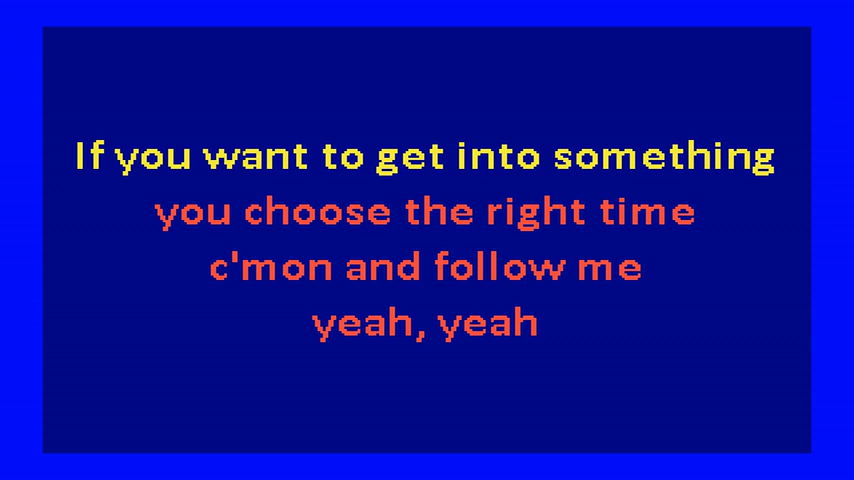 If you want to get into something
you choose the right time
c'mon and follow me
yeah, yeah